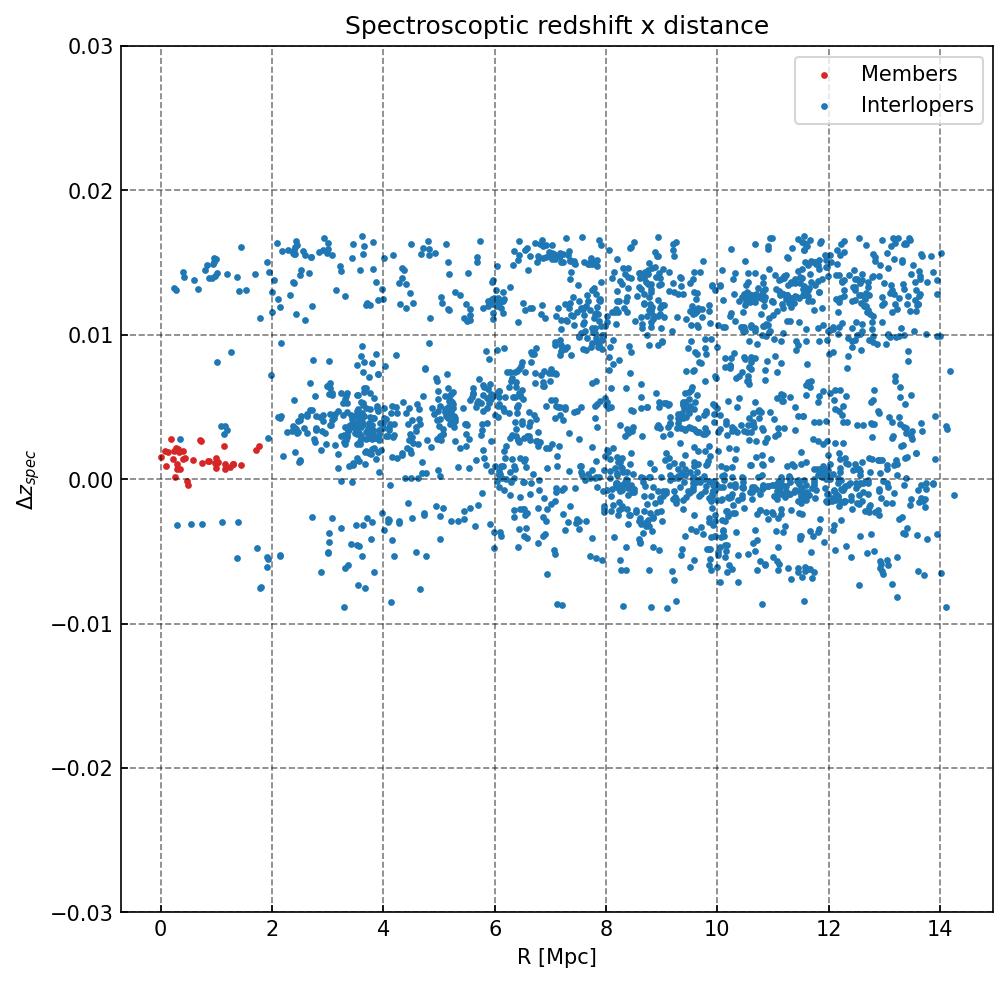 Spectroscoptic redshift x distance
Members
Interlopers
0.03
0.02
0.01
0.00
−0.01
−0.02
−0.03
Δz_spec
0 2 4 6 8 10 12 14
R [Mpc]